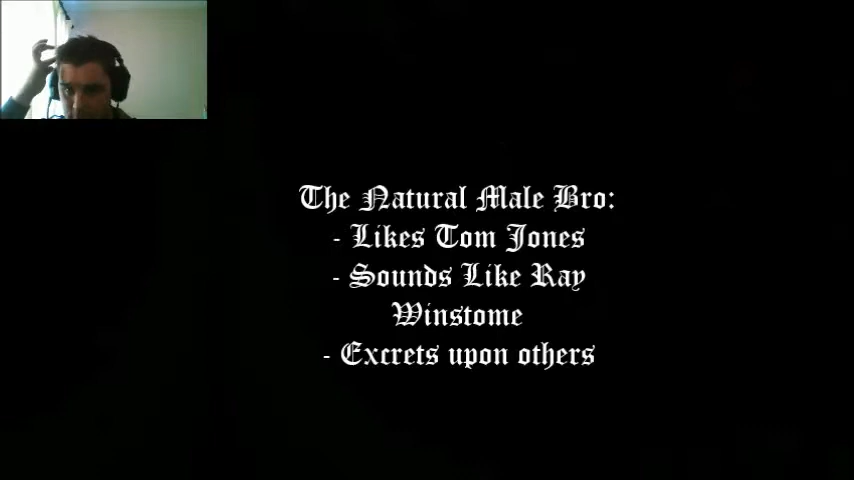 The Natural Male Bro:
- Likes Tom Jones
- Sounds Like Ray
Winstome
- Excrets upon others